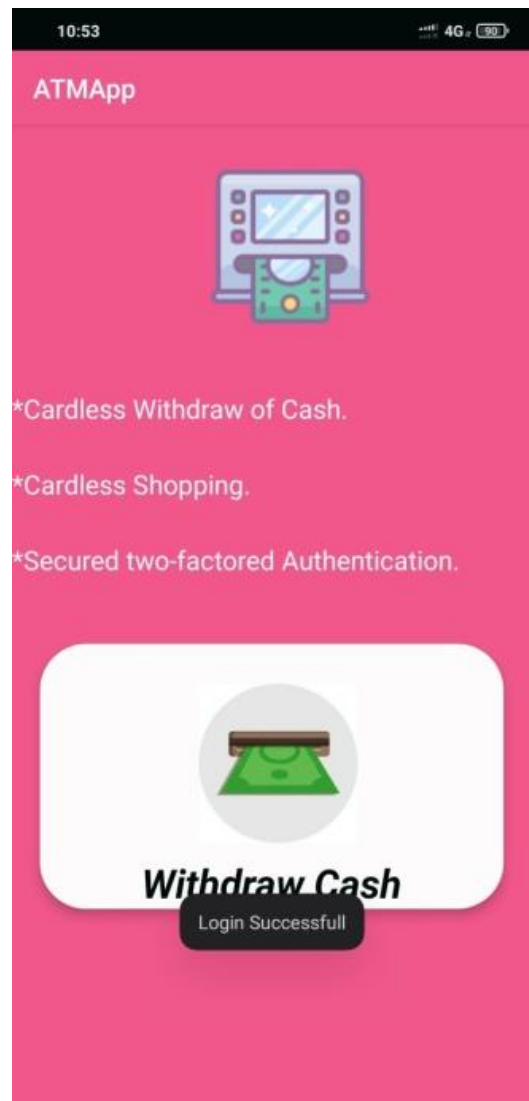 10:53
4G 90
ATMApp
*Cardless Withdraw of Cash.
*Cardless Shopping.
*Secured two-factored Authentication.
Withdraw Cash
Login Successfull